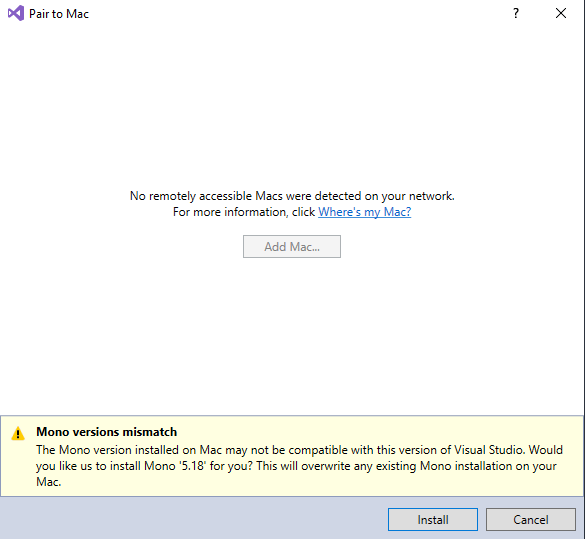 Pair to Mac
?
No remotely accessible Macs were detected on your network.
For more information, click Where's my Mac?
Add Mac...
Mono versions mismatch
The Mono version installed on Mac may not be compatible with this version of Visual Studio. Would
you like us to install Mono '5.18' for you? This will overwrite any existing Mono installation on your
Mac.
Install
Cancel